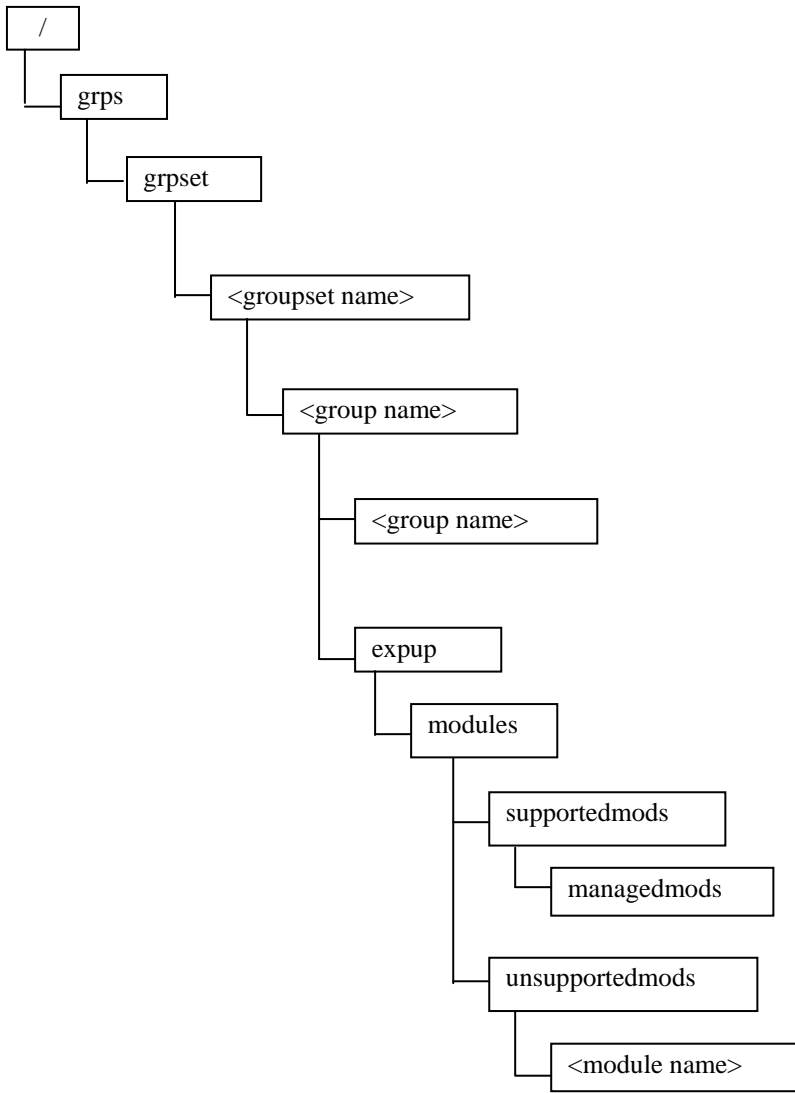 /
grps
grpset
<groupset name>
<group name>
<group name>
expup
modules
supportedmods
managedmods
unsupportedmods
<module name>